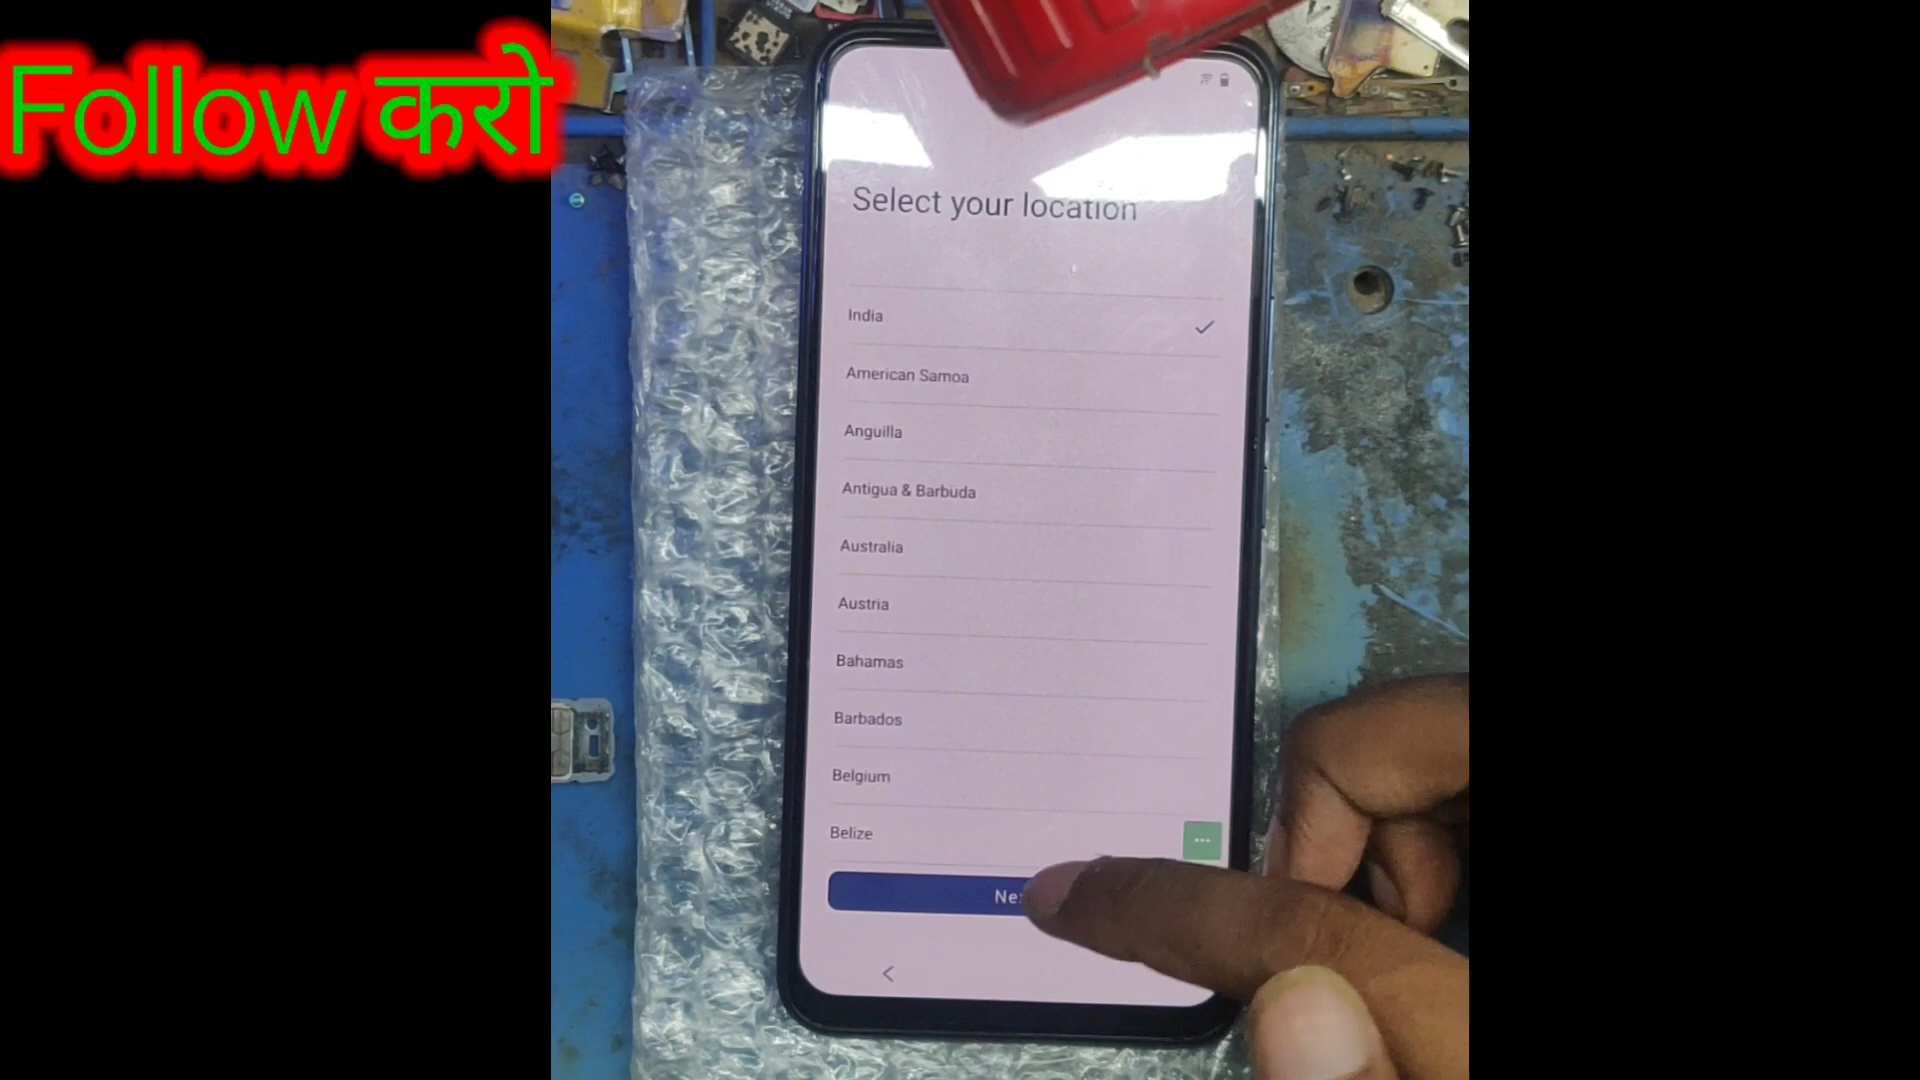 Follow करो
Select your location
India
American Samoa
Anguilla
Antigua & Barbuda
Australia
Austria
Bahamas
Barbados
Belgium
Belize